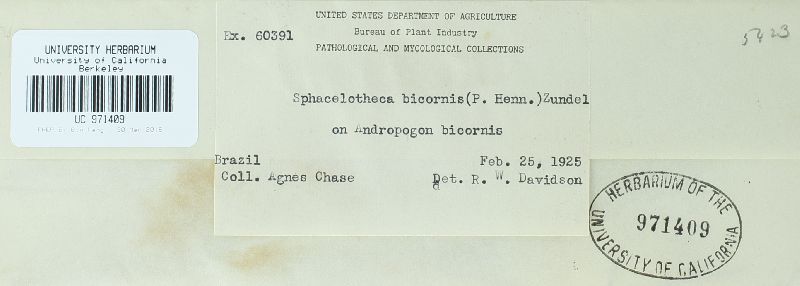 UNIVERSITY HERBARIUM
University of California
Berkeley
UC 971409
UNITED STATES DEPARTMENT OF AGRICULTURE
Ex. 60391
Bureau of Plant Industry
PATHOLOGICAL AND MYCOLOGICAL COLLECTIONS
Sphacelotheca bicornis(P. Henn.)Zundel
on Andropogon bicornis
Brazil Feb. 25, 1925
Coll. Agnes Chase Det. R. W. Davidson
5423
HERBARIUM OF THE
971409
UNIVERSITY OF CALIFORNIA